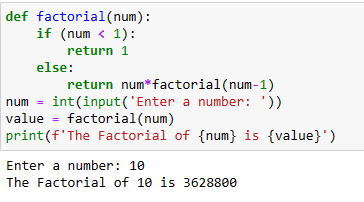 def factorial(num):
    if (num < 1):
        return 1
    else:
        return num*factorial(num-1)
num = int(input('Enter a number: '))
value = factorial(num)
print(f'The Factorial of {num} is {value}')
Enter a number: 10
The Factorial of 10 is 3628800